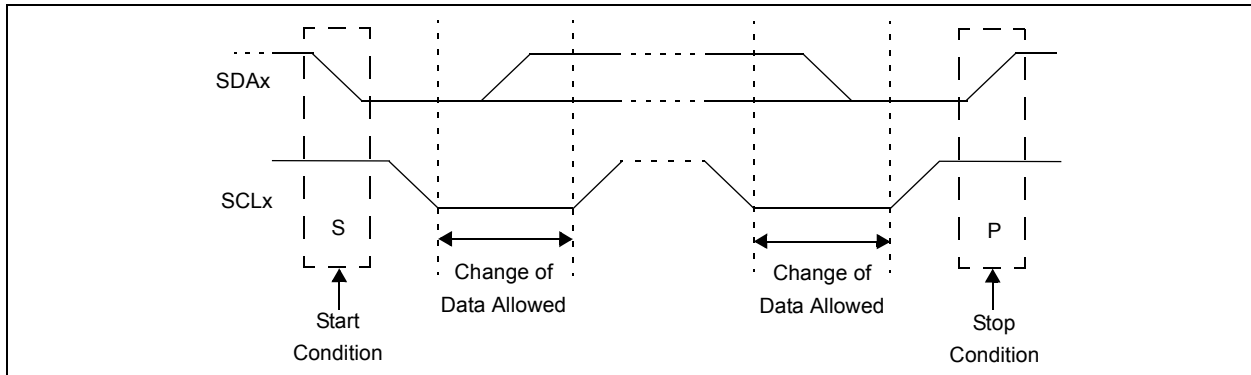 SDAx
SCLx
S
P
Change of
Data Allowed
Change of
Data Allowed
Start
Condition
Stop
Condition